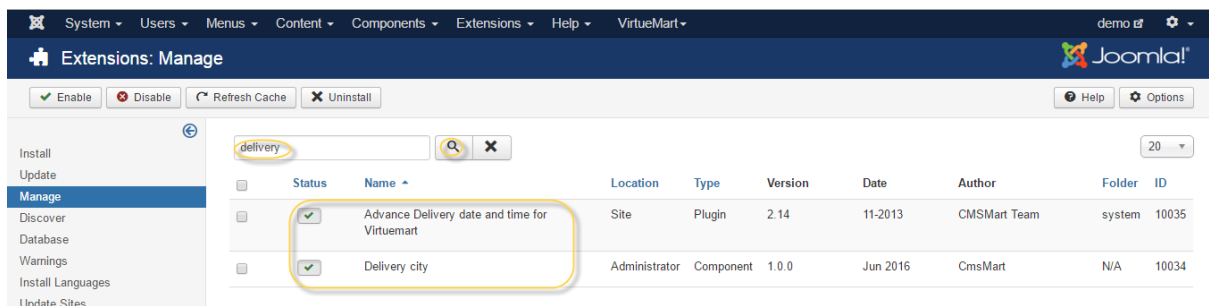 System Users Menus Content Components Extensions Help VirtueMart demo
Extensions: Manage Joomla!®
Enable Disable Refresh Cache Uninstall Help Options
delivery 20
Install
Update
Manage
Discover
Database
Warnings
Install Languages
Update Sites
Status Name Location Type Version Date Author Folder ID
Advance Delivery date and time for Site Plugin 2.14 11-2013 CMSMart Team system 10035
Virtuemart
Delivery city Administrator Component 1.0.0 Jun 2016 CmsMart N/A 10034